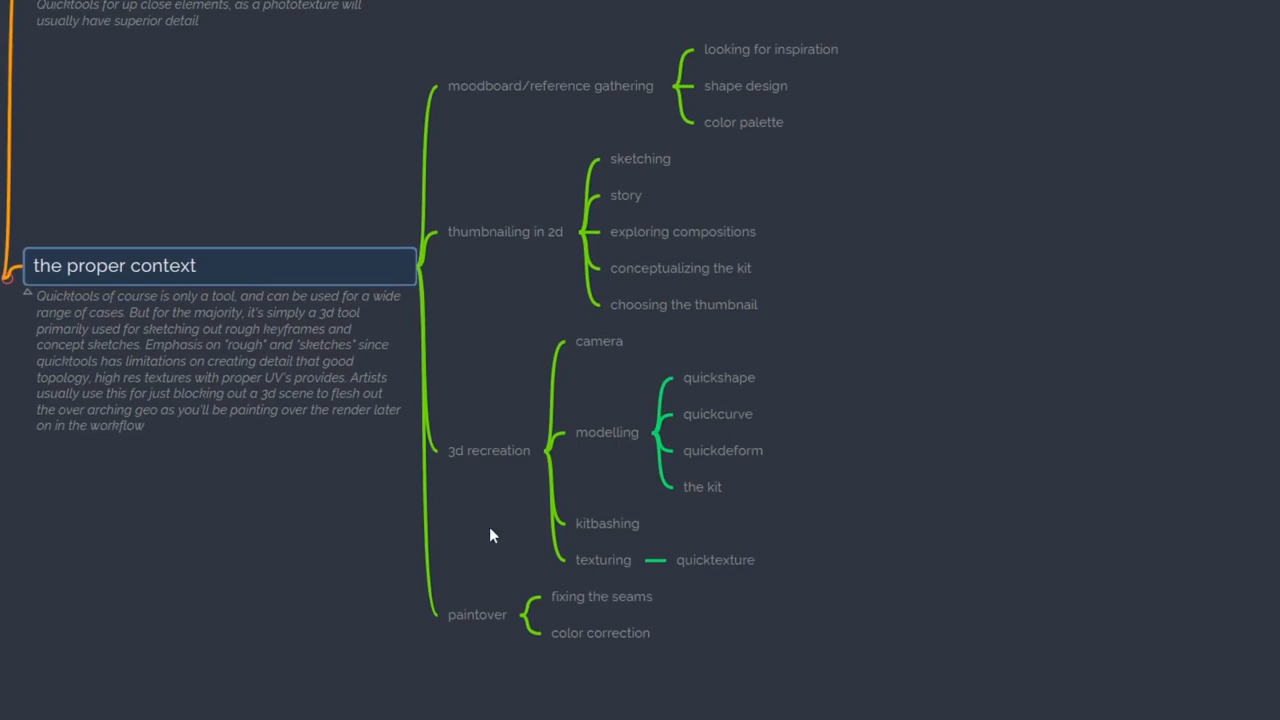 Quicktools for up close elements, as a phototexture will
usually have superior detail
looking for inspiration
moodboard/reference gathering
shape design
color palette
sketching
story
thumbnailing in 2d
exploring compositions
conceptualizing the kit
choosing the thumbnail
the proper context
Quicktools of course is only a tool, and can be used for a wide
range of cases. But for the majority, it's simply a 3d tool
primarily used for sketching out rough keyframes and
concept sketches. Emphasis on "rough" and "sketches" since
quicktools has limitations on creating detail that good
topology, high res textures with proper UV's provides. Artists
usually use this for just blocking out a 3d scene to flesh out
the over arching geo as you'll be painting over the render later
on in the workflow
camera
quickshape
quickcurve
modelling
3d recreation
quickdeform
the kit
kitbashing
texturing
quicktexture
fixing the seams
paintover
color correction